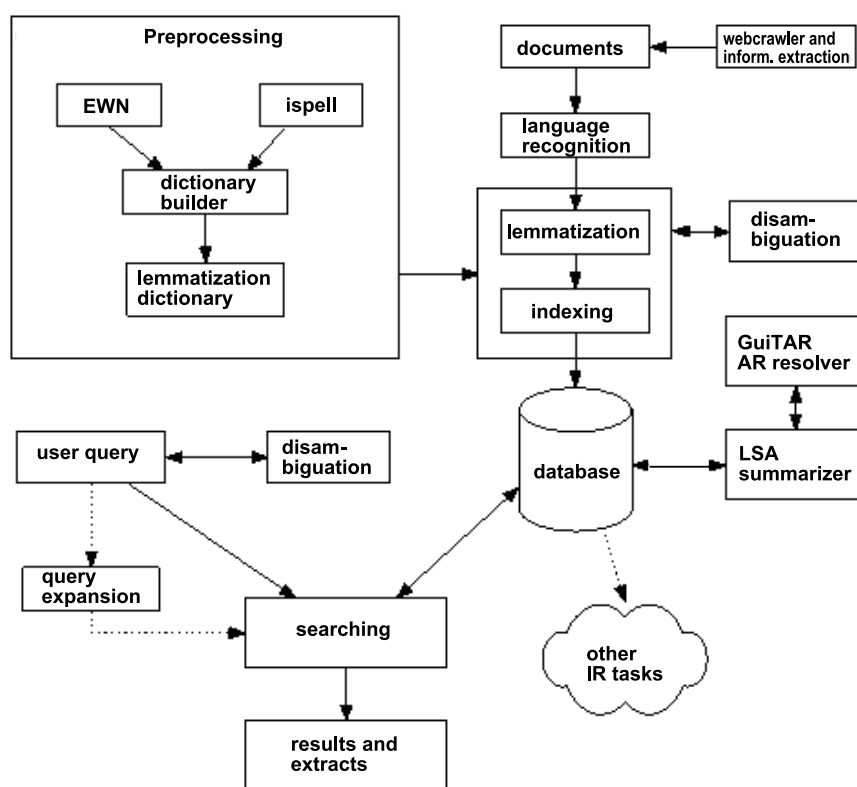 Preprocessing
EWN
ispell
dictionary
builder
lemmatization
dictionary
documents
webcrawler and
inform. extraction
language
recognition
lemmatization
disam-
biguation
indexing
GuiTAR
AR resolver
database
LSA
summarizer
user query
disam-
biguation
query
expansion
searching
other
IR tasks
results and
extracts